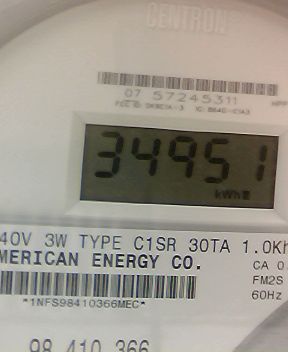 CENTRON
07 57245311
34951
kWh
40V 3W TYPE C1SR 30TA 1.0Kh
MERICAN ENERGY CO.
CA 0.
FM2S
*1NFS98410366MEC*
60Hz
98 410 366